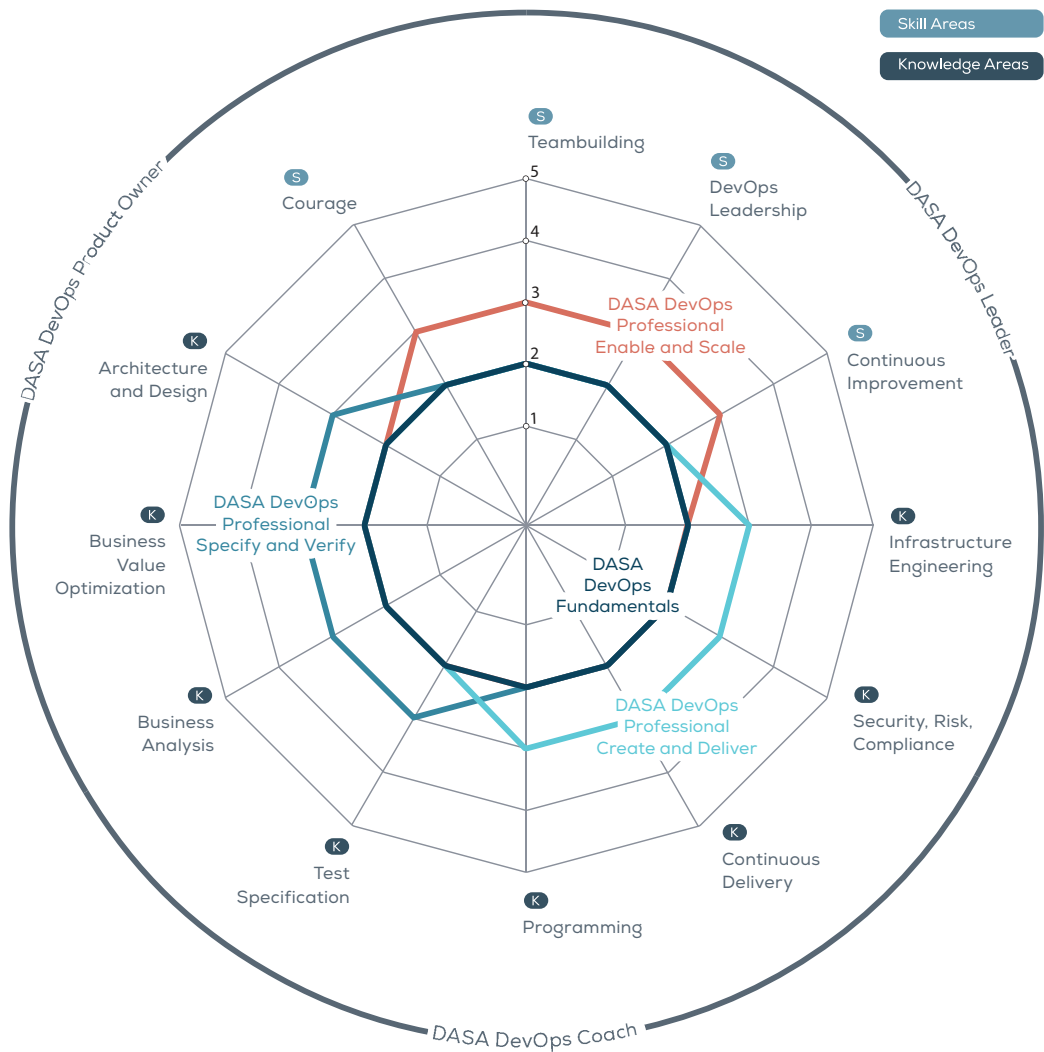 Skill Areas
Knowledge Areas
S
Teambuilding
S
DevOps
Leadership
S
Courage
5
4
3
2
1
DASA DevOps Product Owner
DASA DevOps Leader
DASA DevOps
Professional
Enable and Scale
S
Continuous
Improvement
K
Architecture
and Design
DASA DevOps
Professional
Specify and Verify
K
Business
Value
Optimization
K
Infrastructure
Engineering
DASA
DevOps
Fundamentals
K
Business
Analysis
K
Security, Risk,
Compliance
DASA DevOps
Professional
Create and Deliver
K
Test
Specification
K
Continuous
Delivery
K
Programming
DASA DevOps Coach